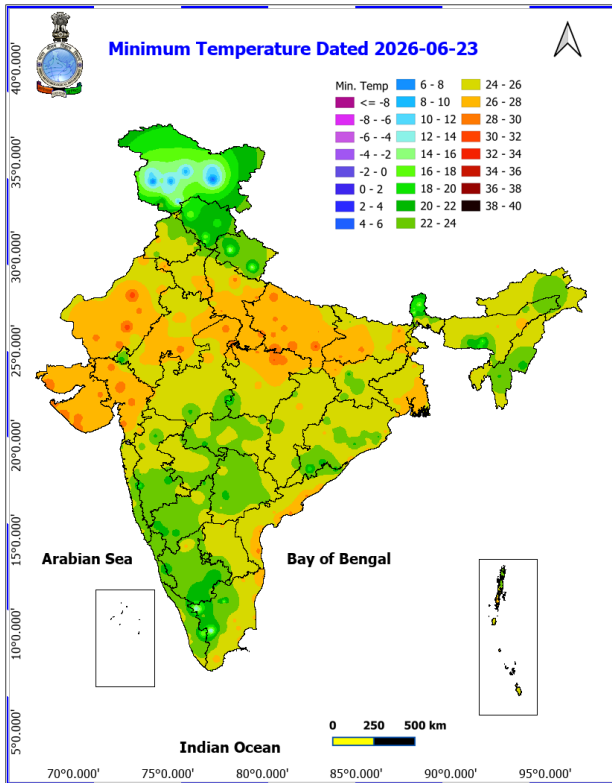 Minimum Temperature Dated 2026-06-23
Min. Temp
<= -8
-8 - -6
-6 - -4
-4 - -2
-2 - 0
0 - 2
2 - 4
4 - 6
6 - 8
8 - 10
10 - 12
12 - 14
14 - 16
16 - 18
18 - 20
20 - 22
22 - 24
24 - 26
26 - 28
28 - 30
30 - 32
32 - 34
34 - 36
36 - 38
38 - 40
40°0.000'
35°0.000'
30°0.000'
25°0.000'
20°0.000'
15°0.000'
10°0.000'
5°0.000'
Arabian Sea
Bay of Bengal
Indian Ocean
0 250 500 km
70°0.000' 75°0.000' 80°0.000' 85°0.000' 90°0.000' 95°0.000'